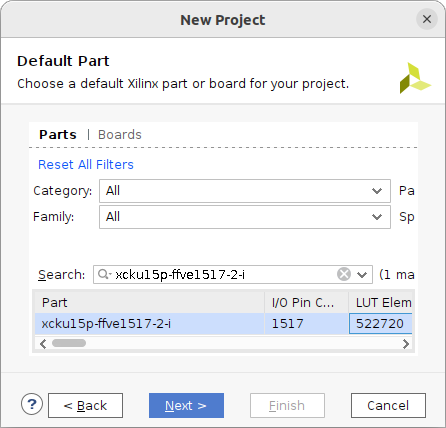 New Project
Default Part
Choose a default Xilinx part or board for your project.
Parts | Boards
Reset All Filters
Category: All Pa
Family: All Sp
Search: xcku15p-ffve1517-2-i (1 ma
Part I/O Pin C... LUT Elem
xcku15p-ffve1517-2-i 1517 522720
? < Back Next > Finish Cancel